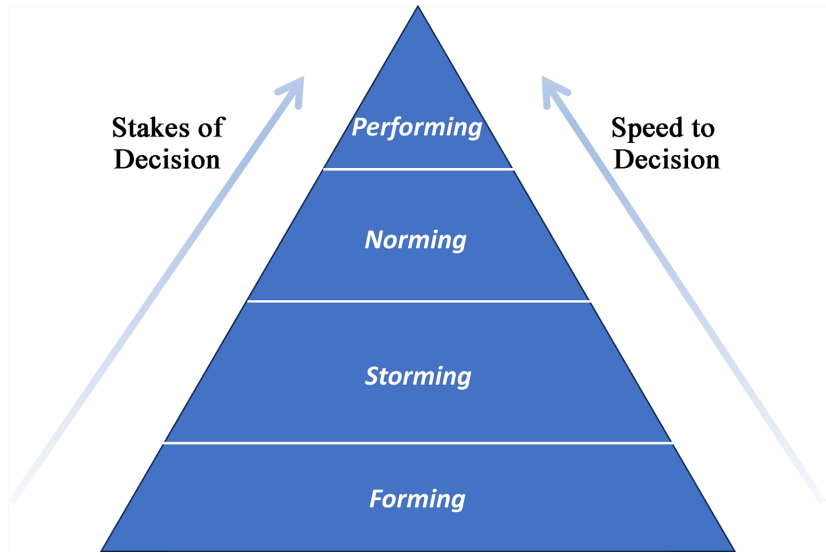 Performing
Stakes of
Decision
Speed to
Decision
Norming
Storming
Forming